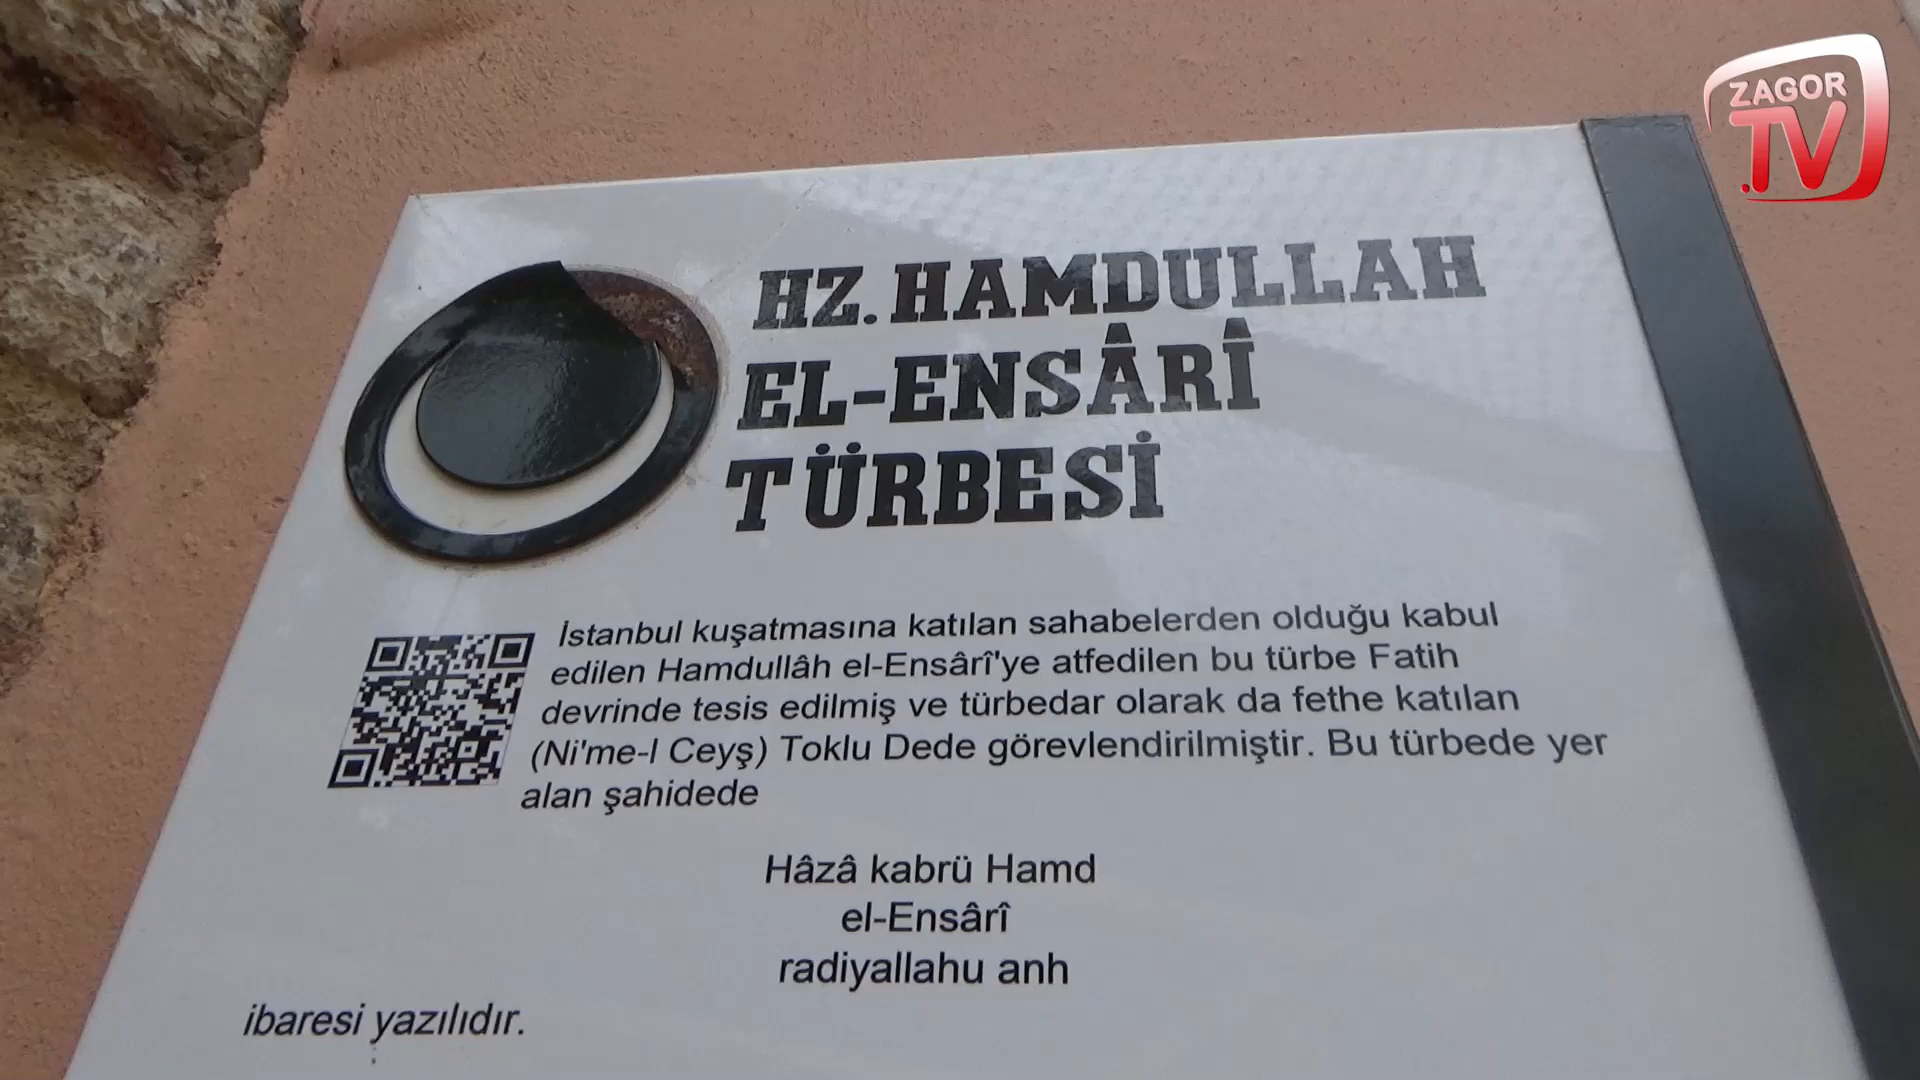 ZAGOR
.TV
HZ. HAMDULLAH
EL-ENSÂRÎ
TÜRBESİ
İstanbul kuşatmasına katılan sahabelerden olduğu kabul
edilen Hamdullâh el-Ensârî'ye atfedilen bu türbe Fatih
devrinde tesis edilmiş ve türbedar olarak da fethe katılan
(Ni'me-l Ceyş) Toklu Dede görevlendirilmiştir. Bu türbede yer
alan şahidede
Hâzâ kabrü Hamd
el-Ensârî
radiyallahu anh
ibaresi yazılıdır.